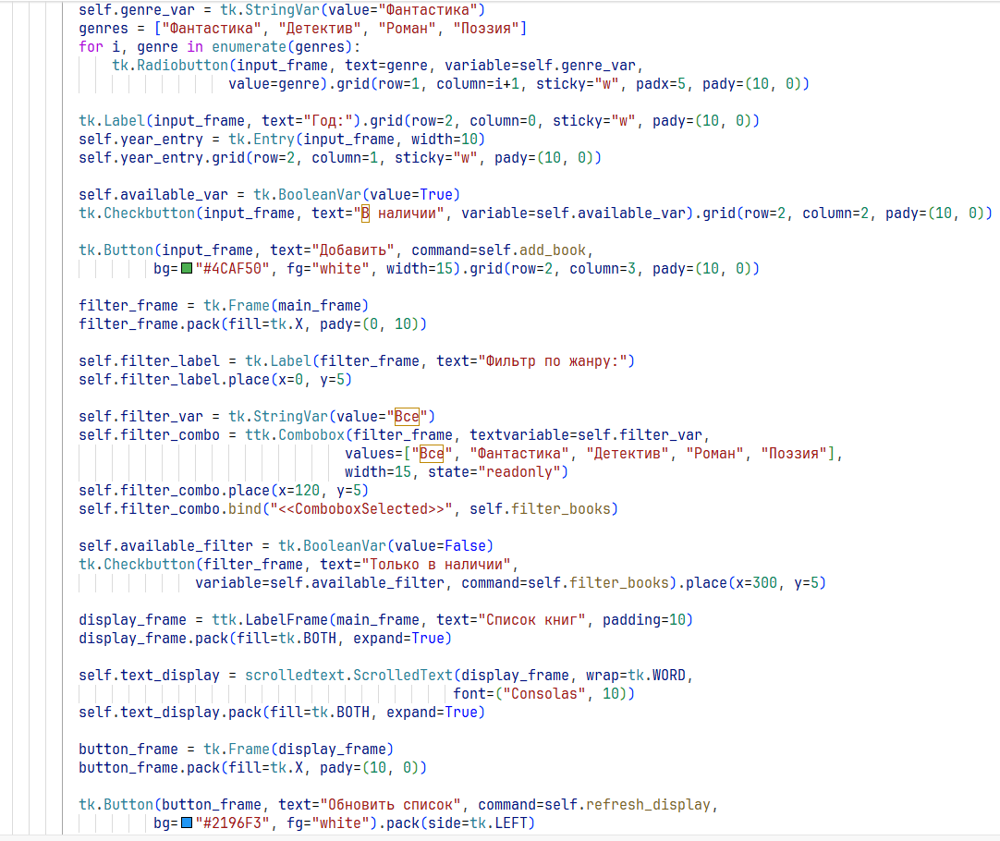 self.genre_var = tk.StringVar(value="Фантастика")
genres = ["Фантастика", "Детектив", "Роман", "Поэзия"]
for i, genre in enumerate(genres):
    tk.Radiobutton(input_frame, text=genre, variable=self.genre_var,
                  value=genre).grid(row=1, column=i+1, sticky="w", padx=5, pady=(10, 0))

tk.Label(input_frame, text="Год:").grid(row=2, column=0, sticky="w", pady=(10, 0))
self.year_entry = tk.Entry(input_frame, width=10)
self.year_entry.grid(row=2, column=1, sticky="w", pady=(10, 0))

self.available_var = tk.BooleanVar(value=True)
tk.Checkbutton(input_frame, text="В наличии", variable=self.available_var).grid(row=2, column=2, pady=(10, 0))

tk.Button(input_frame, text="Добавить", command=self.add_book,
         bg="#4CAF50", fg="white", width=15).grid(row=2, column=3, pady=(10, 0))

filter_frame = tk.Frame(main_frame)
filter_frame.pack(fill=tk.X, pady=(0, 10))

self.filter_label = tk.Label(filter_frame, text="Фильтр по жанру:")
self.filter_label.place(x=0, y=5)

self.filter_var = tk.StringVar(value="Все")
self.filter_combo = ttk.Combobox(filter_frame, textvariable=self.filter_var,
                                values=["Все", "Фантастика", "Детектив", "Роман", "Поэзия"],
                                width=15, state="readonly")
self.filter_combo.place(x=120, y=5)
self.filter_combo.bind("<<ComboboxSelected>>", self.filter_books)

self.available_filter = tk.BooleanVar(value=False)
tk.Checkbutton(filter_frame, text="Только в наличии",
              variable=self.available_filter, command=self.filter_books).place(x=300, y=5)

display_frame = ttk.LabelFrame(main_frame, text="Список книг", padding=10)
display_frame.pack(fill=tk.BOTH, expand=True)

self.text_display = scrolledtext.ScrolledText(display_frame, wrap=tk.WORD,
                                             font=("Consolas", 10))
self.text_display.pack(fill=tk.BOTH, expand=True)

button_frame = tk.Frame(display_frame)
button_frame.pack(fill=tk.X, pady=(10, 0))

tk.Button(button_frame, text="Обновить список", command=self.refresh_display,
         bg="#2196F3", fg="white").pack(side=tk.LEFT)